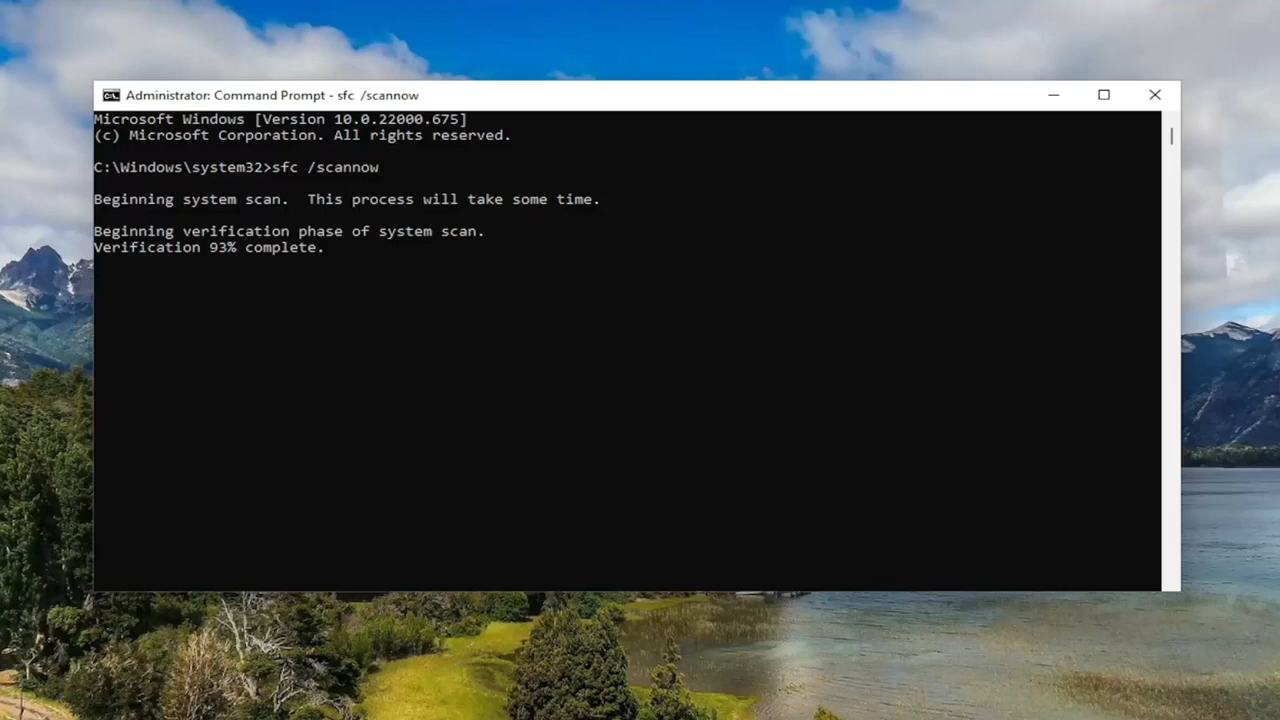 Administrator: Command Prompt - sfc  /scannow
Microsoft Windows [Version 10.0.22000.675]
(c) Microsoft Corporation. All rights reserved.
C:\Windows\system32>sfc /scannow
Beginning system scan.  This process will take some time.
Beginning verification phase of system scan.
Verification 93% complete.